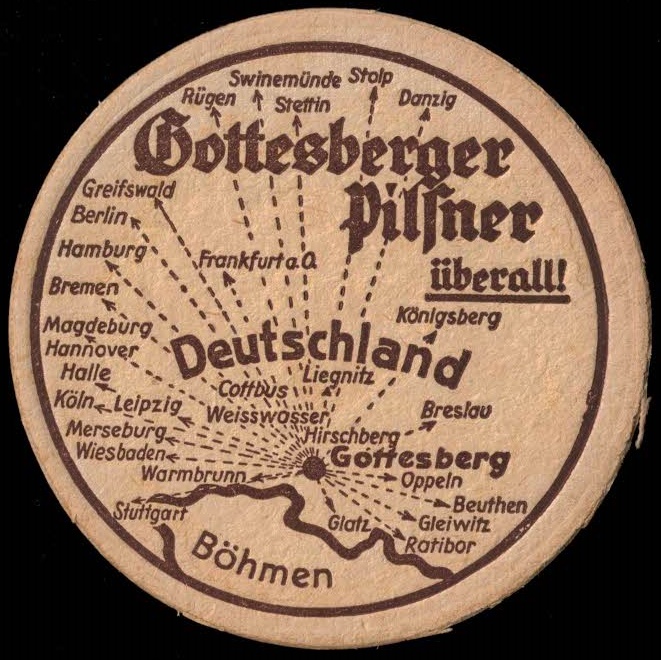 Swinemünde Stolp
Rügen Stettin Danzig
Gottesberger
Pilsner
überall!
Greifswald
Berlin
Hamburg
Frankfurt a.O.
Bremen
Königsberg
Magdeburg
Deutschland
Hannover
Halle
Liegnitz
Cottbus
Köln Leipzig
Weisswasser
Breslau
Merseburg
Hirschberg
Wiesbaden
Gottesberg
Warmbrunn
Oppeln
Beuthen
Stuttgart
Glatz Gleiwitz
Ratibor
Böhmen